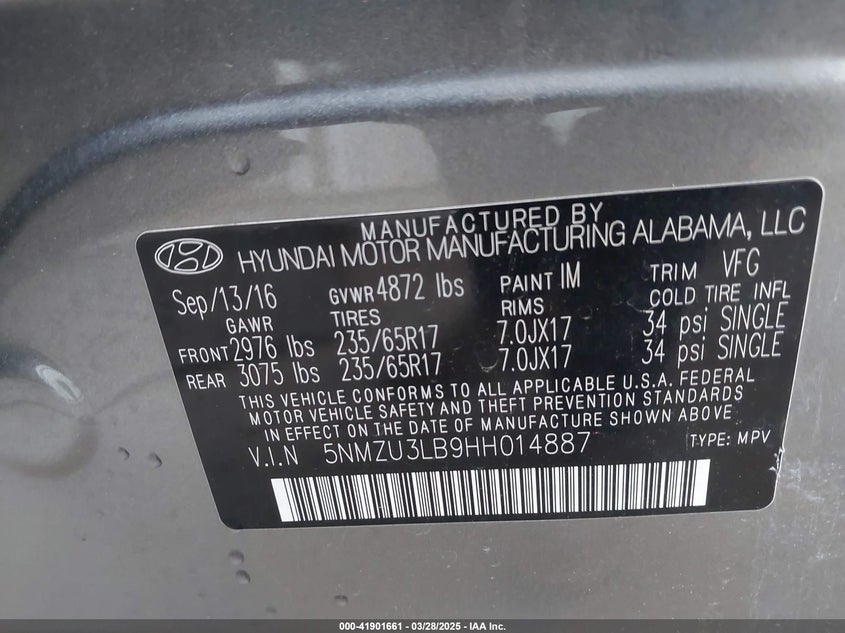 MANUFACTURED BY
HYUNDAI MOTOR MANUFACTURING ALABAMA, LLC
Sep/13/16 GVWR 4872 lbs PAINT IM TRIM VFG
GAWR TIRES RIMS COLD TIRE INFL
FRONT 2976 lbs 235/65R17 7.0JX17 34 psi SINGLE
REAR 3075 lbs 235/65R17 7.0JX17 34 psi SINGLE
THIS VEHICLE CONFORMS TO ALL APPLICABLE U.S.A. FEDERAL
MOTOR VEHICLE SAFETY AND THEFT PREVENTION STANDARDS
IN EFFECT ON THE DATE OF MANUFACTURE SHOWN ABOVE
V.I.N 5NMZU3LB9HH014887 TYPE: MPV
000-41901661 - 03/28/2025 - IAA Inc.